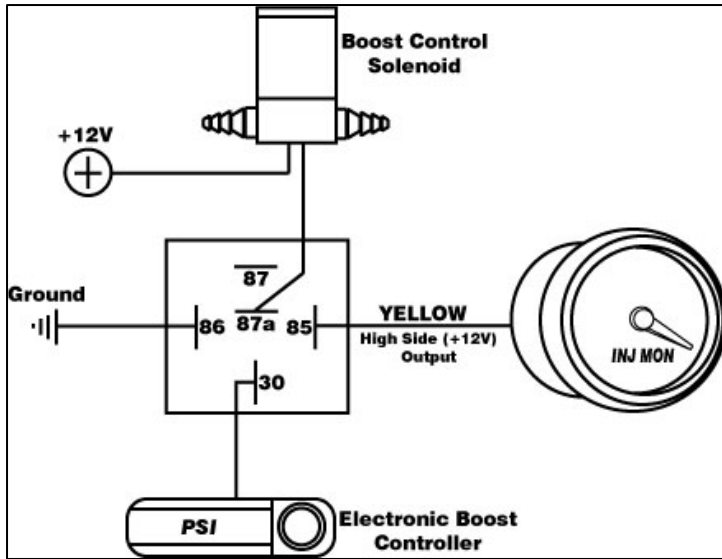 Boost Control
Solenoid
+12V
Ground
87
86
87a
85
YELLOW
High Side (+12V)
Output
INJ MON
30
PSI
Electronic Boost
Controller